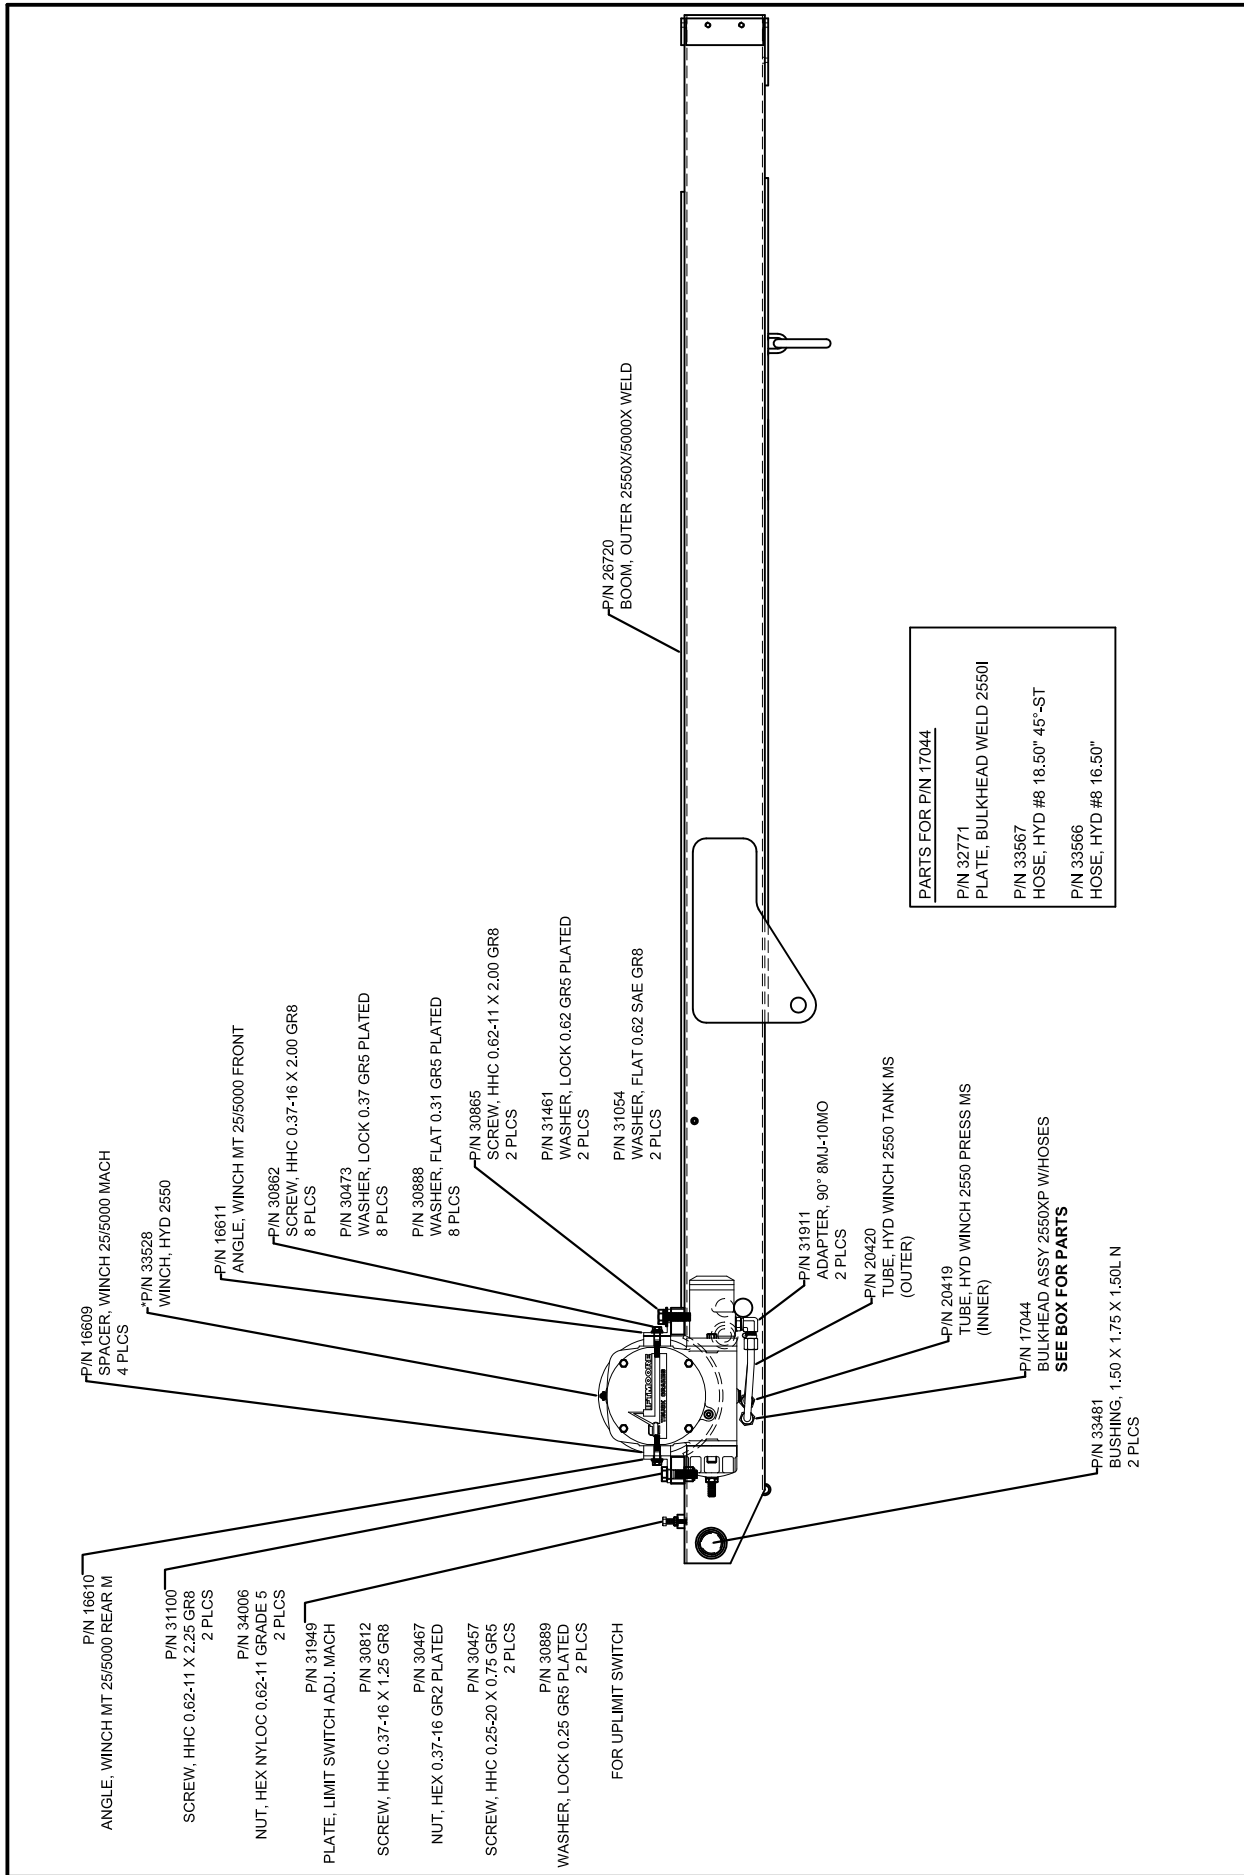 P/N 16610
ANGLE, WINCH MT 25/5000 REAR M
P/N 31100
SCREW, HHC 0.62-11 X 2.25 GR8
2 PLCS
P/N 34006
NUT, HEX NYLOC 0.62-11 GRADE 5
2 PLCS
P/N 31949
PLATE, LIMIT SWITCH ADJ. MACH
P/N 30812
SCREW, HHC 0.37-16 X 1.25 GR8
P/N 30467
NUT, HEX 0.37-16 GR2 PLATED
P/N 30457
SCREW, HHC 0.25-20 X 0.75 GR5
2 PLCS
P/N 30889
WASHER, LOCK 0.25 GR5 PLATED
2 PLCS
FOR UPLIMIT SWITCH
P/N 16609
SPACER, WINCH 25/5000 MACH
4 PLCS
*P/N 33528
WINCH, HYD 2550
P/N 16611
ANGLE, WINCH MT 25/5000 FRONT
P/N 30862
SCREW, HHC 0.37-16 X 2.00 GR8
8 PLCS
P/N 30473
WASHER, LOCK 0.37 GR5 PLATED
8 PLCS
P/N 30888
WASHER, FLAT 0.31 GR5 PLATED
8 PLCS
P/N 30865
SCREW, HHC 0.62-11 X 2.00 GR8
2 PLCS
P/N 31461
WASHER, LOCK 0.62 GR5 PLATED
2 PLCS
P/N 31054
WASHER, FLAT 0.62 SAE GR8
2 PLCS
P/N 26720
BOOM, OUTER 2550X/5000X WELD
LIFTMOORE
TRUCK CRANES
P/N 31911
ADAPTER, 90° 8MJ-10MO
2 PLCS
P/N 20420
TUBE, HYD WINCH 2550 TANK MS
(OUTER)
P/N 20419
TUBE, HYD WINCH 2550 PRESS MS
(INNER)
P/N 17044
BULKHEAD ASSY 2550XP W/HOSES
SEE BOX FOR PARTS
P/N 33481
BUSHING, 1.50 X 1.75 X 1.50L N
2 PLCS
PARTS FOR P/N 17044
P/N 32771
PLATE, BULKHEAD WELD 2550I
P/N 33567
HOSE, HYD #8 18.50" 45°-ST
P/N 33566
HOSE, HYD #8 16.50"